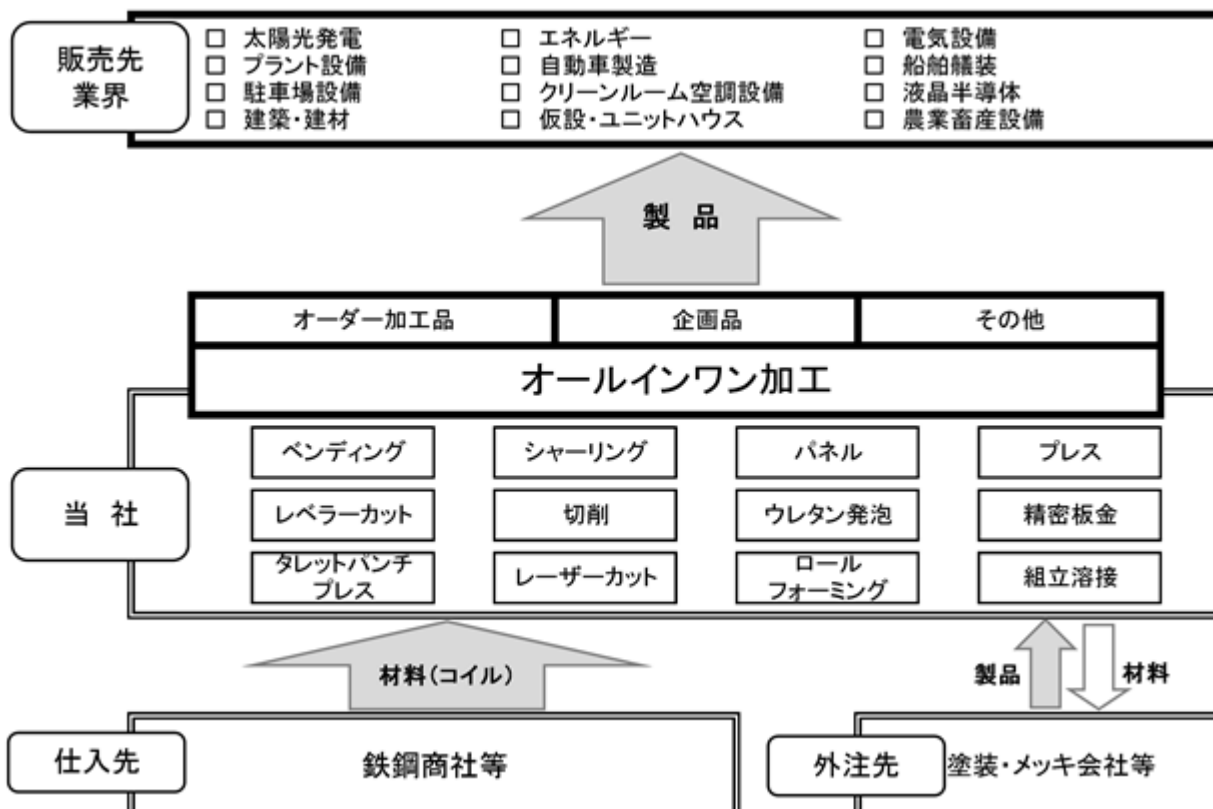 販売先
業界
□ 太陽光発電
□ プラント設備
□ 駐車場設備
□ 建築・建材
□ エネルギー
□ 自動車製造
□ クリーンルーム空調設備
□ 仮設・ユニットハウス
□ 電気設備
□ 船舶艤装
□ 液晶半導体
□ 農業畜産設備
製 品
オーダー加工品
企画品
その他
オールインワン加工
当 社
ベンディング
シャーリング
パネル
プレス
レベラーカット
切削
ウレタン発泡
精密板金
タレットパンチ
プレス
レーザーカット
ロール
フォーミング
組立溶接
材料(コイル)
製品
材料
仕入先
鉄鋼商社等
外注先
塗装・メッキ会社等